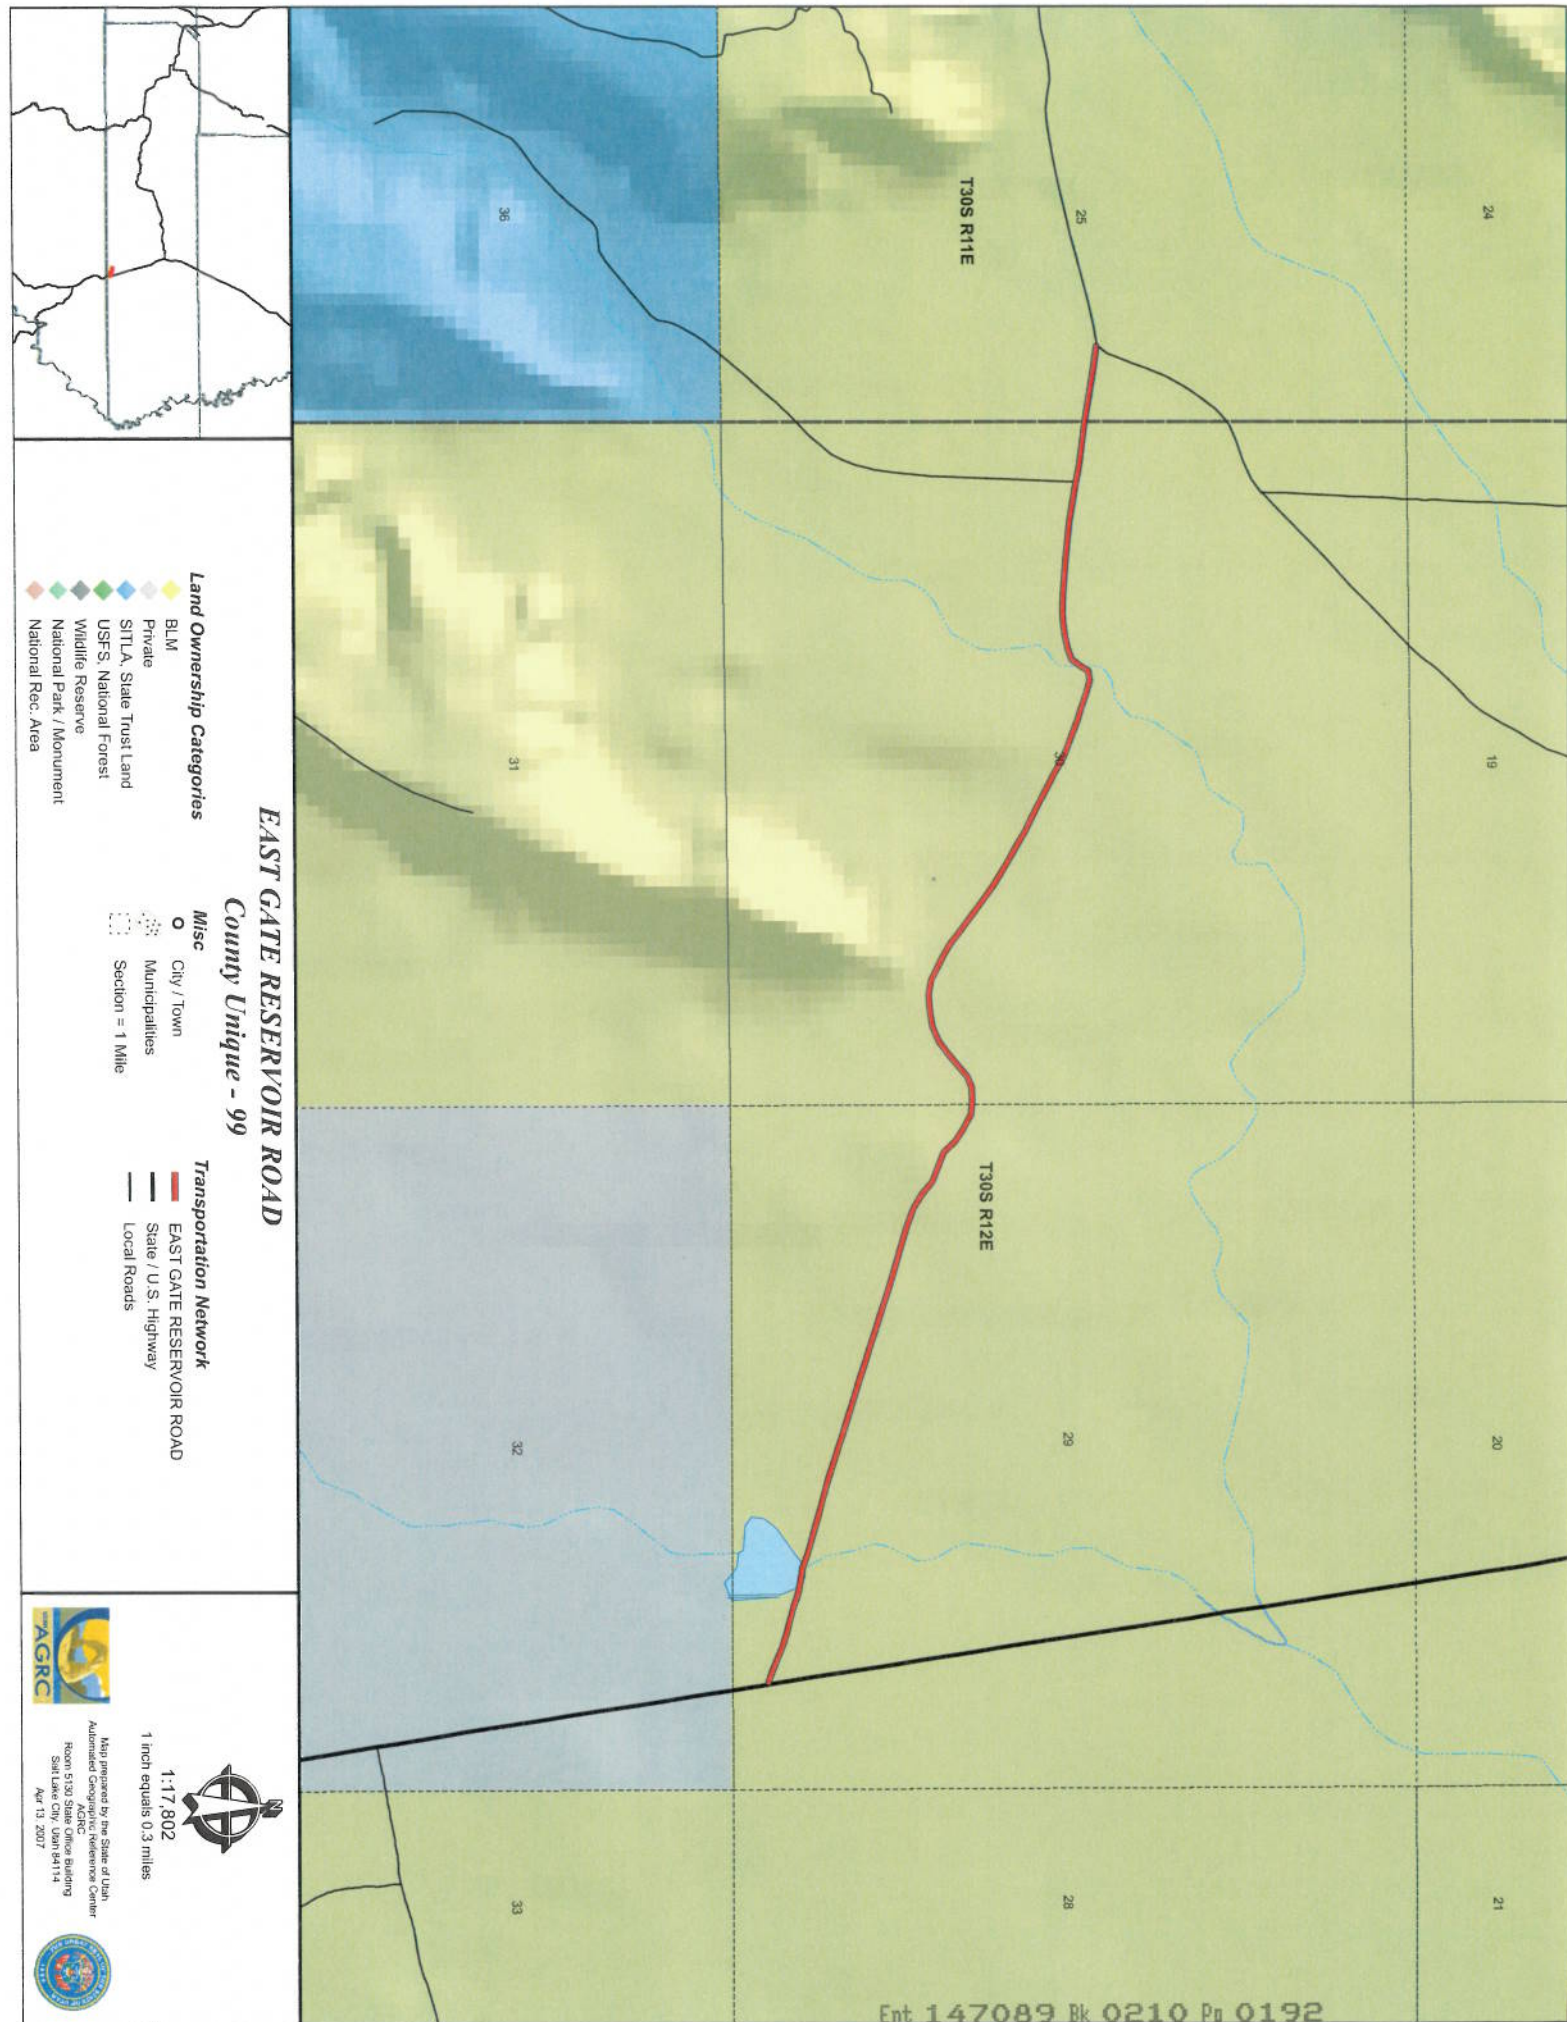 24
19
20
21
25
30
29
28
T30S R11E
T30S R12E
36
31
32
33
EAST GATE RESERVOIR ROAD
County Unique - 99
Land Ownership Categories
BLM
Private
SITLA, State Trust Land
USFS, National Forest
Wildlife Reserve
National Park / Monument
National Rec. Area
Misc
City / Town
Municipalities
Section = 1 Mile
Transportation Network
EAST GATE RESERVOIR ROAD
State / U.S. Highway
Local Roads
N
1:17,802
1 inch equals 0.3 miles
AGRC
Map prepared by the State of Utah
Automated Geographic Reference Center
AGRC
Room 5130 State Office Building
Salt Lake City, Utah 84114
Apr 13, 2007
Ent 147089 Bk 0210 Pg 0192